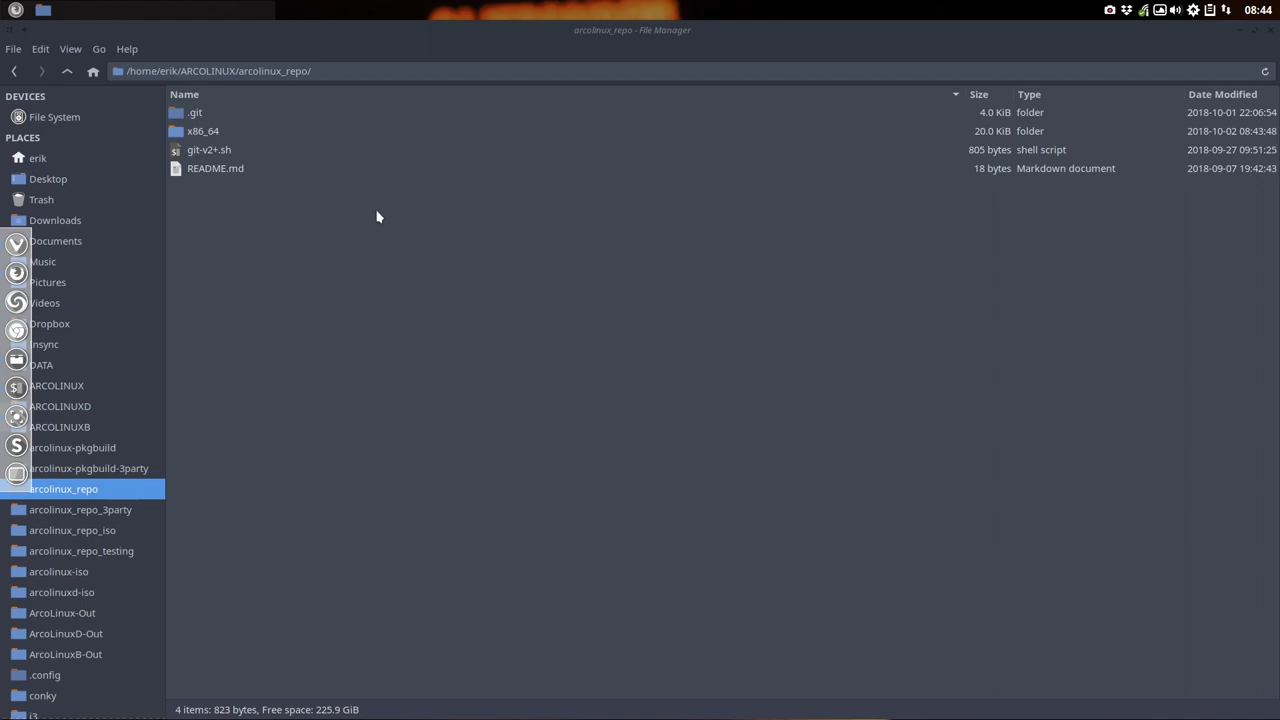 08:44
arcolinux_repo - File Manager
File Edit View Go Help
/home/erik/ARCOLINUX/arcolinux_repo/
DEVICES
File System
PLACES
erik
Desktop
Trash
Downloads
Documents
Music
Pictures
Videos
Dropbox
Insync
DATA
ARCOLINUX
ARCOLINUXD
ARCOLINUXB
arcolinux-pkgbuild
arcolinux-pkgbuild-3party
arcolinux_repo
arcolinux_repo_3party
arcolinux_repo_iso
arcolinux_repo_testing
arcolinux-iso
arcolinuxd-iso
ArcoLinux-Out
ArcoLinuxD-Out
ArcoLinuxB-Out
.config
conky
i3
Name Size Type Date Modified
.git 4.0 KiB folder 2018-10-01 22:06:54
x86_64 20.0 KiB folder 2018-10-02 08:43:48
git-v2+.sh 805 bytes shell script 2018-09-27 09:51:25
README.md 18 bytes Markdown document 2018-09-07 19:42:43
4 items: 823 bytes, Free space: 225.9 GiB